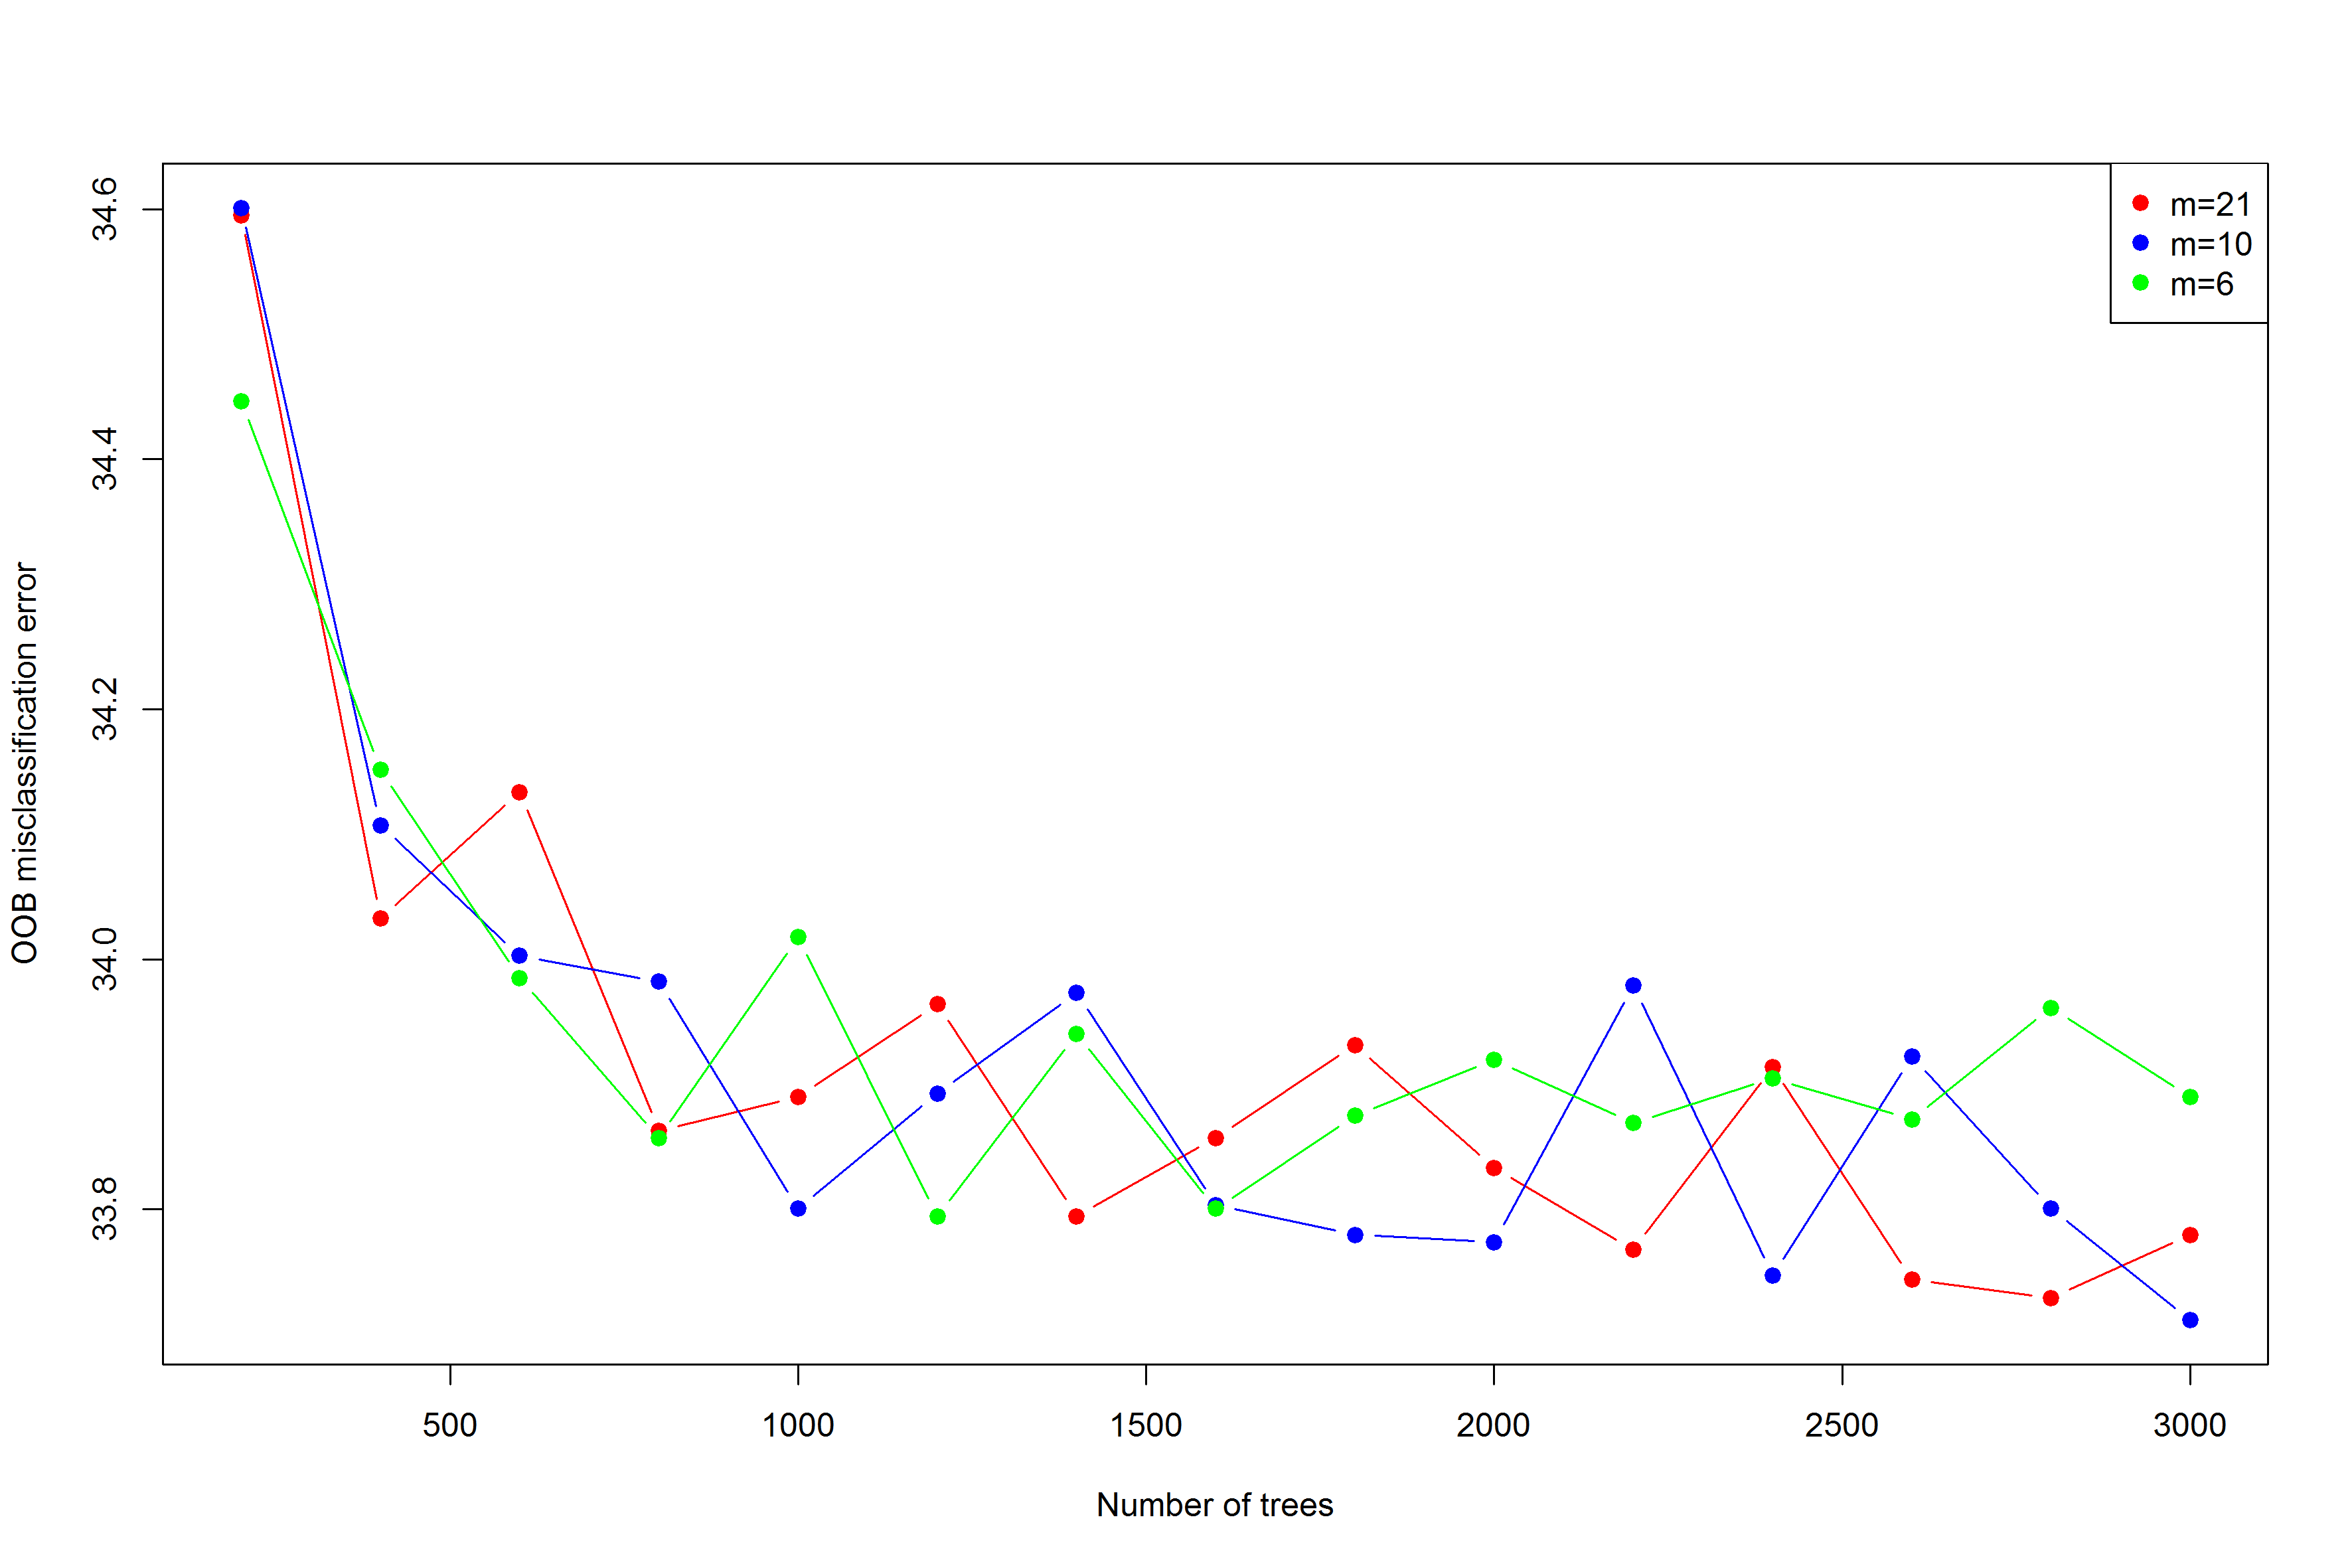 m=21
m=10
m=6
OOB misclassification error
34.6
34.4
34.2
34.0
33.8
500 1000 1500 2000 2500 3000
Number of trees